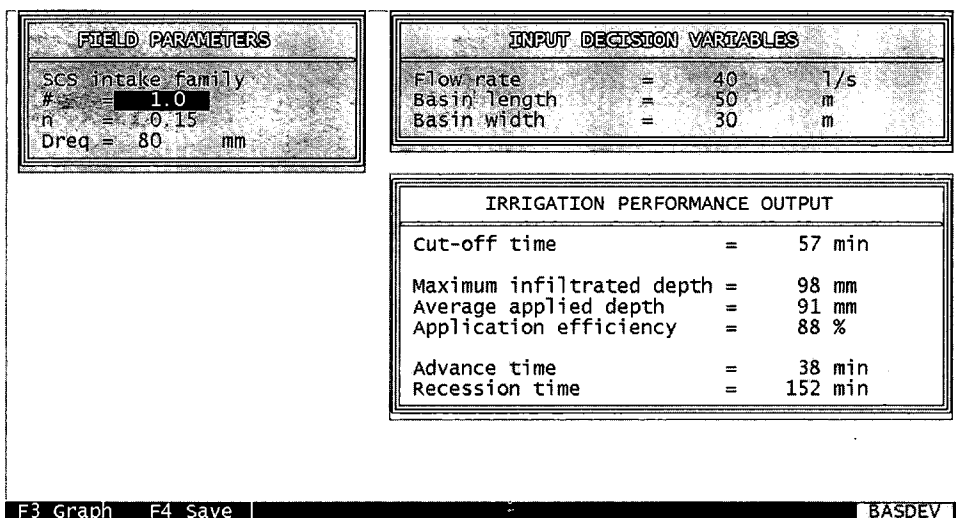 FIELD PARAMETERS
SCS intake family
# = 1.0
n = 0.15
Dreq = 80 mm
INPUT DECISION VARIABLES
Flow rate = 40 l/s
Basin length = 50 m
Basin width = 30 m
IRRIGATION PERFORMANCE OUTPUT
Cut-off time = 57 min
Maximum infiltrated depth = 98 mm
Average applied depth = 91 mm
Application efficiency = 88 %
Advance time = 38 min
Recession time = 152 min
F3 Graph F4 Save BASDEV